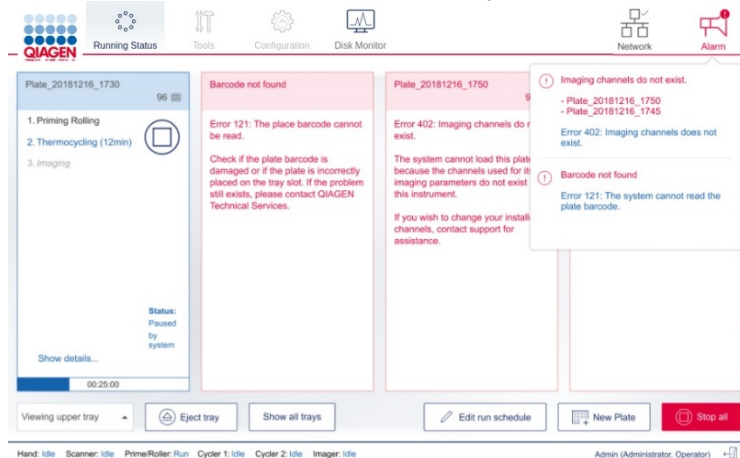 QIAGEN
Running Status
Tools
Configuration
Disk Monitor
Network
Alarm
Plate_20181216_1730
96
1. Priming Rolling
2. Thermocycling (12min)
3. Imaging
Status:
Paused
by
system
Show details...
00:25:00
Barcode not found
Error 121: The place barcode cannot
be read.
Check if the plate barcode is
damaged or if the plate is incorrectly
placed on the tray slot. If the problem
still exists, please contact QIAGEN
Technical Services.
Plate_20181216_1750
9
Error 402: Imaging channels do
exist.
The system cannot load this plate
because the channels used for
imaging parameters do not exist
this instrument.
If you wish to change your
channels, contact support for
assistance.
Imaging channels do not exist.
- Plate_20181216_1750
- Plate_20181216_1745
Error 402: Imaging channels does not
exist.
Barcode not found
Error 121: The system cannot read the
plate barcode.
Viewing upper tray
Eject tray
Show all trays
Edit run schedule
New Plate
Stop all
Hand: Idle Scanner: Idle Prime/Roller: Run Cycler 1: Idle Cycler 2: Idle Imager: Idle
Admin (Administrator, Operator)